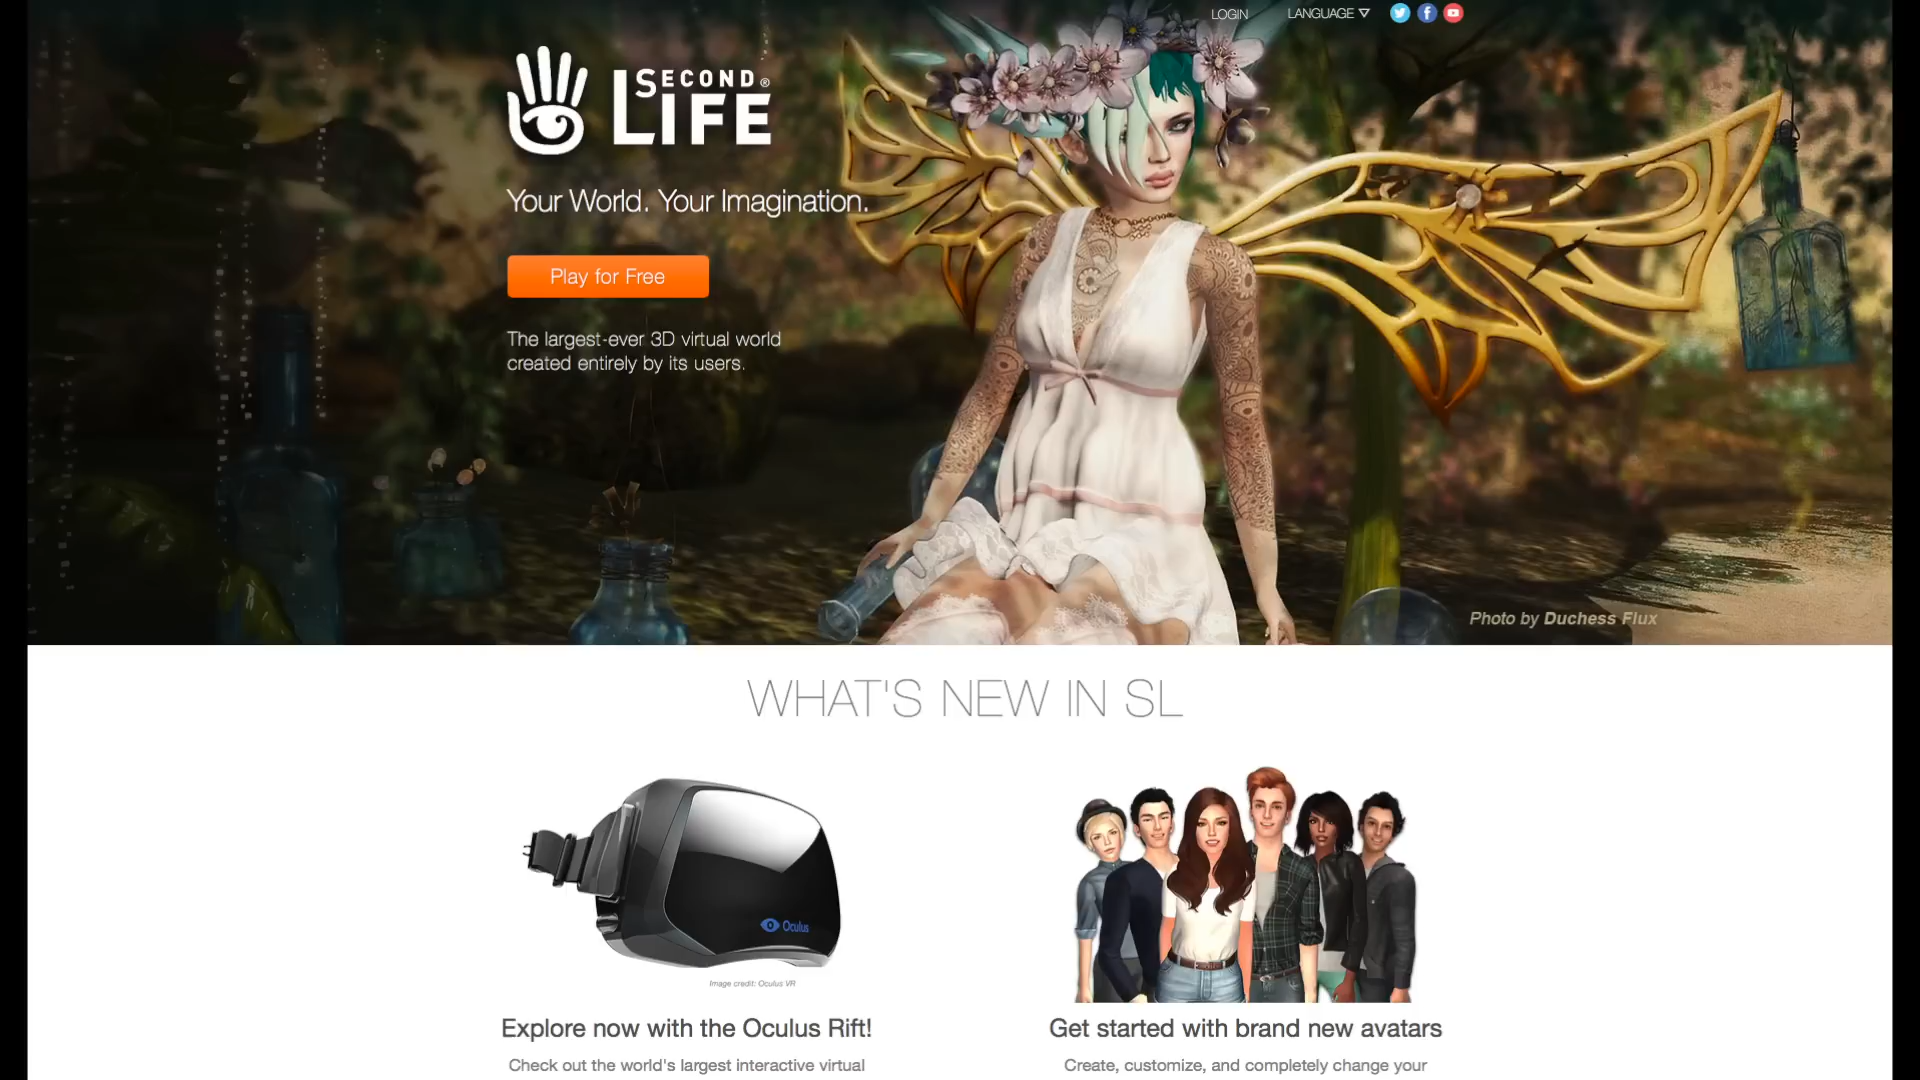 LOGIN
LANGUAGE
SECOND® LIFE
Your World. Your Imagination.
Play for Free
The largest-ever 3D virtual world
created entirely by its users.
Photo by Duchess Flux
WHAT'S NEW IN SL
Oculus
Image credit: Oculus VR
Explore now with the Oculus Rift!
Check out the world's largest interactive virtual
Get started with brand new avatars
Create, customize, and completely change your